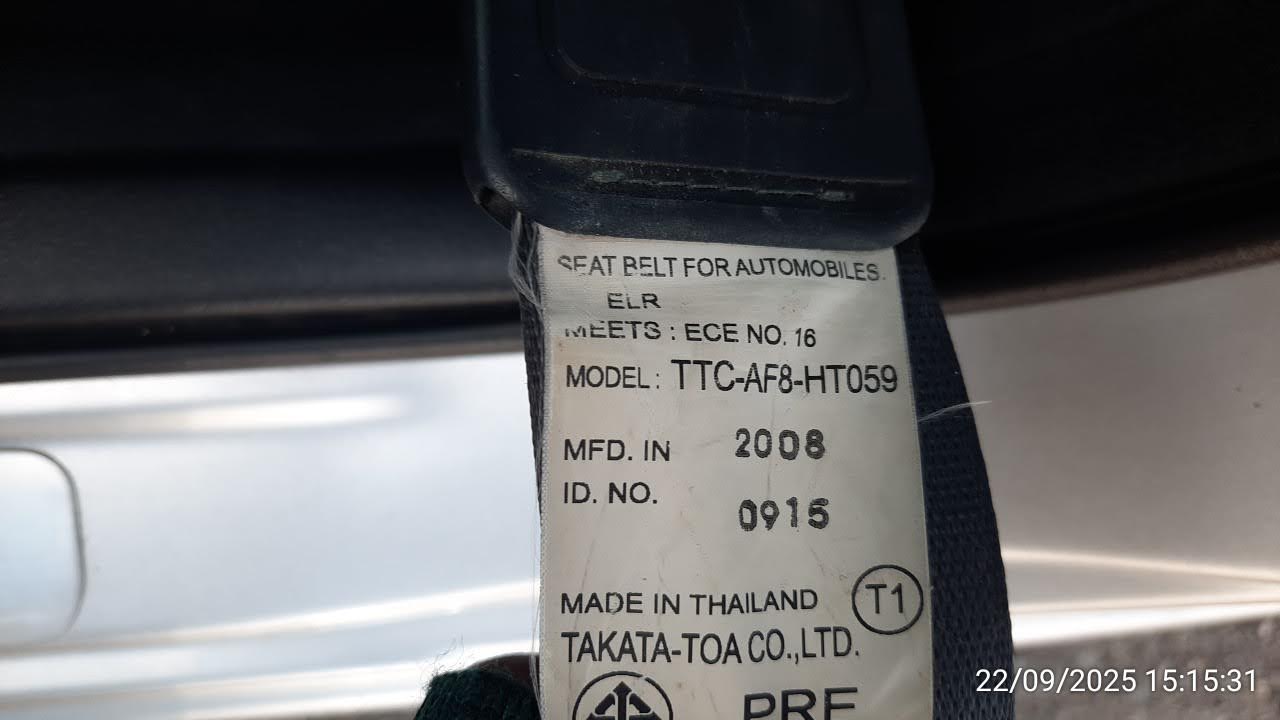 SEAT BELT FOR AUTOMOBILES.
ELR
MEETS : ECE NO. 16
MODEL : TTC-AF8-HT059
MFD. IN 2008
ID. NO. 0915
MADE IN THAILAND T1
TAKATA-TOA CO.,LTD.
PRE
22/09/2025 15:15:31